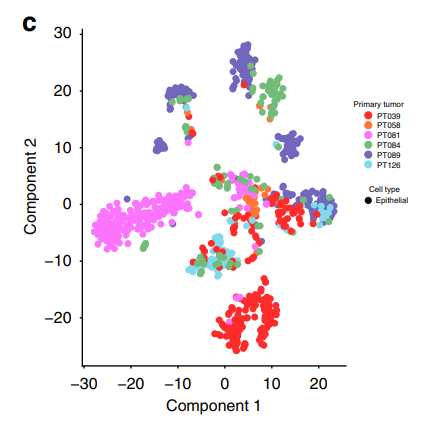 c
30
20
10
0
−10
−20
Component 2
−30 −20 −10 0 10 20
Component 1
Primary tumor
PT039
PT058
PT081
PT084
PT089
PT126
Cell type
Epithelial